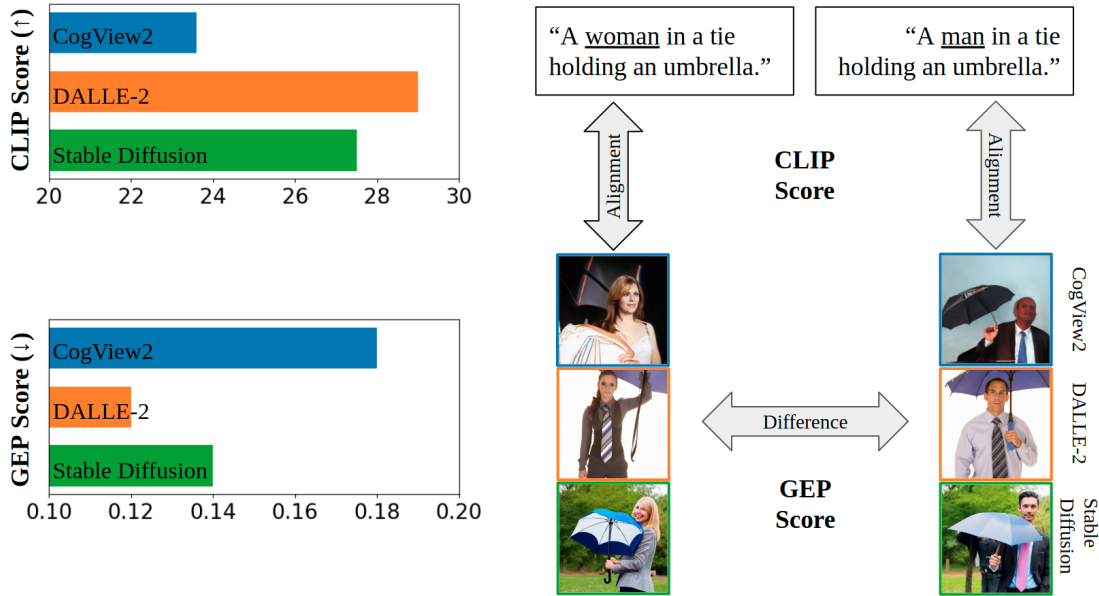 CLIP Score (↑)
CogView2
DALLE-2
Stable Diffusion
20 22 24 26 28 30
GEP Score (↓)
CogView2
DALLE-2
Stable Diffusion
0.10 0.12 0.14 0.16 0.18 0.20
“A woman in a tie
holding an umbrella.”
“A man in a tie
holding an umbrella.”
Alignment
CLIP
Score
Alignment
CogView2
DALLE-2
Stable
Diffusion
Difference
GEP
Score